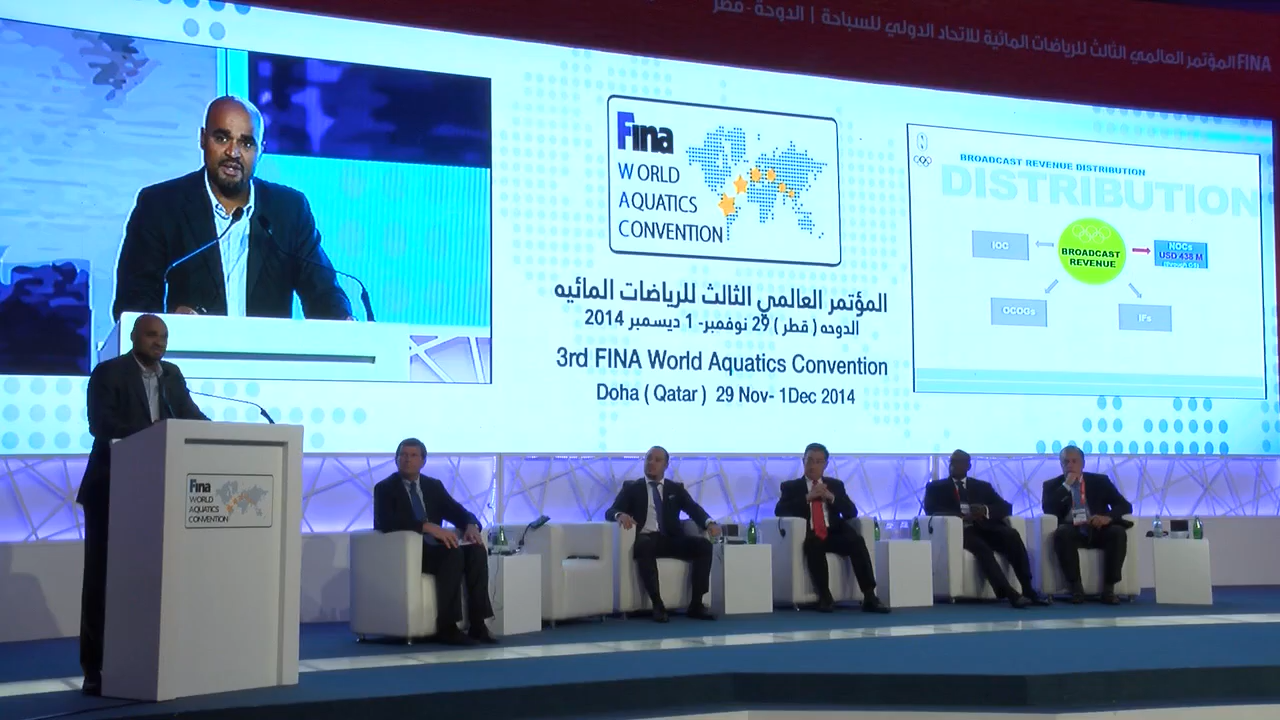 FINA المؤتمر العالمي الثالث للرياضات المائية للاتحاد الدولي للسباحة | الدوحة - قطر
Fina
WORLD
AQUATICS
CONVENTION
المؤتمر العالمي الثالث للرياضات المائيه
الدوحه ( قطر ) 29 نوفمبر- 1 ديسمبر 2014
3rd FINA World Aquatics Convention
Doha ( Qatar ) 29 Nov- 1Dec 2014
BROADCAST REVENUE DISTRIBUTION
DISTRIBUTION
IOC
BROADCAST
REVENUE
NOCs
USD 438 M
(through OS)
OCOGs
IFs
Fina
WORLD
AQUATICS
CONVENTION